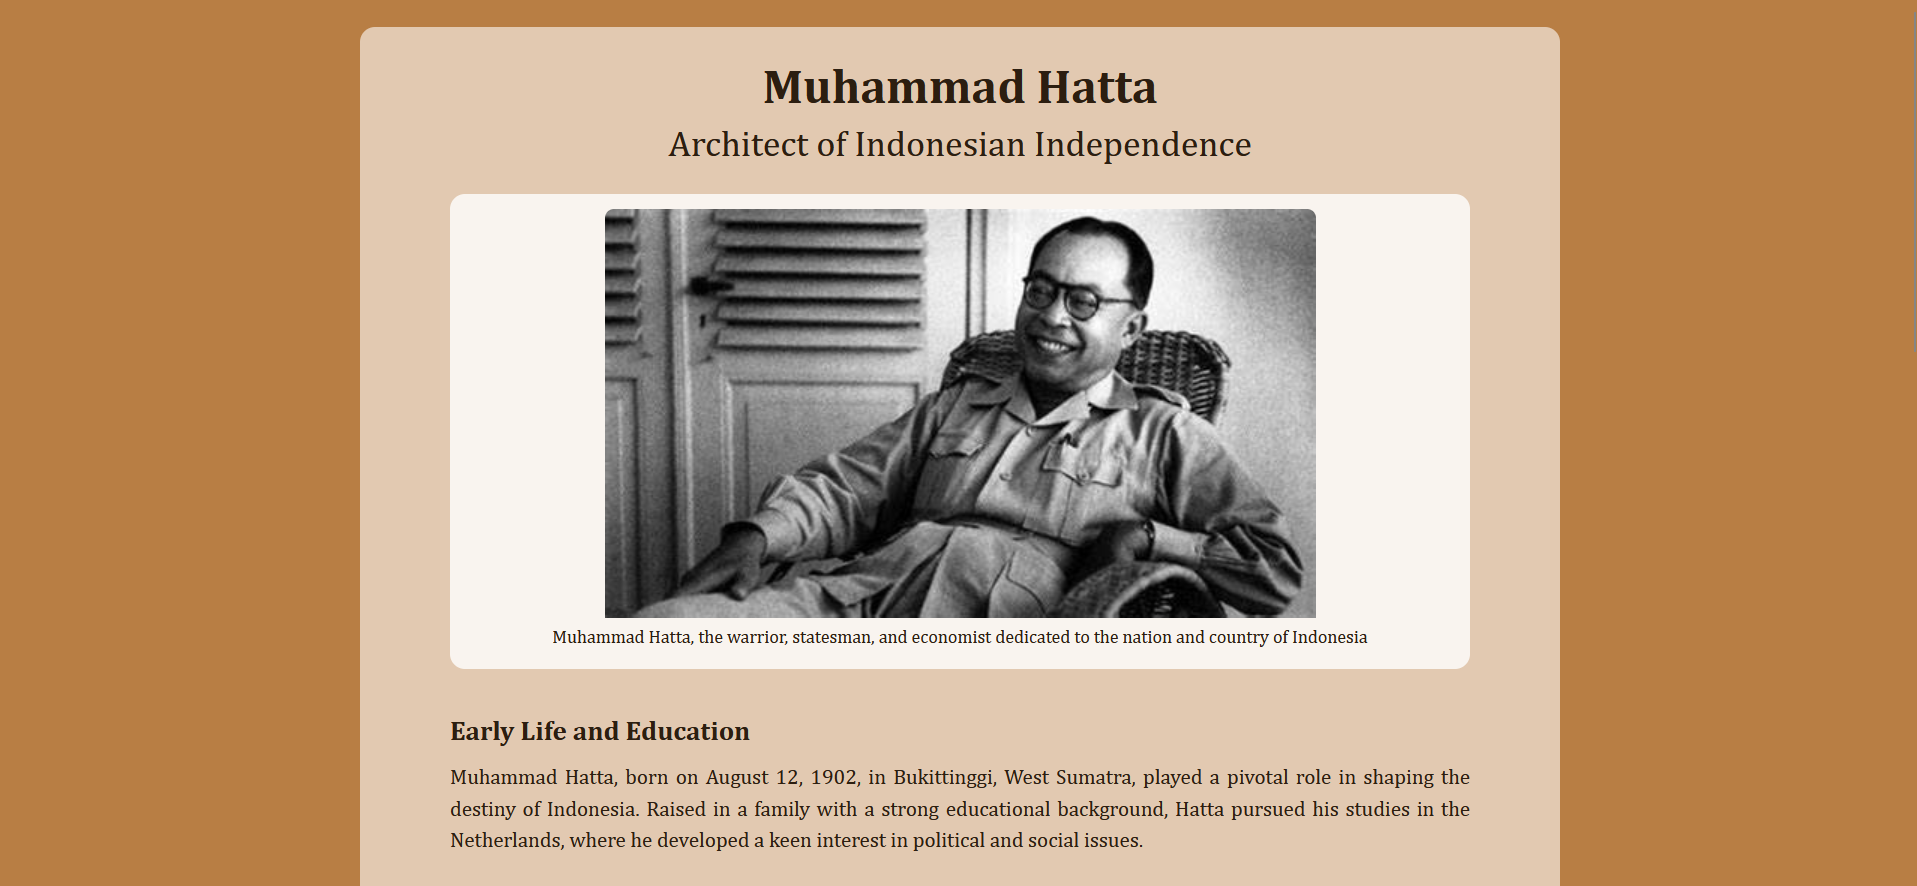 Muhammad Hatta
Architect of Indonesian Independence
Muhammad Hatta, the warrior, statesman, and economist dedicated to the nation and country of Indonesia
Early Life and Education
Muhammad Hatta, born on August 12, 1902, in Bukittinggi, West Sumatra, played a pivotal role in shaping the
destiny of Indonesia. Raised in a family with a strong educational background, Hatta pursued his studies in the
Netherlands, where he developed a keen interest in political and social issues.